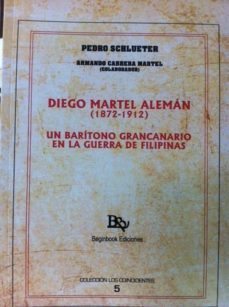 PEDRO SCHLUETER
ARMANDO CABRERA MARTEL
(COLABORADOR)
DIEGO MARTEL ALEMÁN
(1872-1912)
UN BARÍTONO GRANCANARIO
EN LA GUERRA DE FILIPINAS
Beginbook Ediciones
COLECCIÓN LOS CONOCIENTES
5